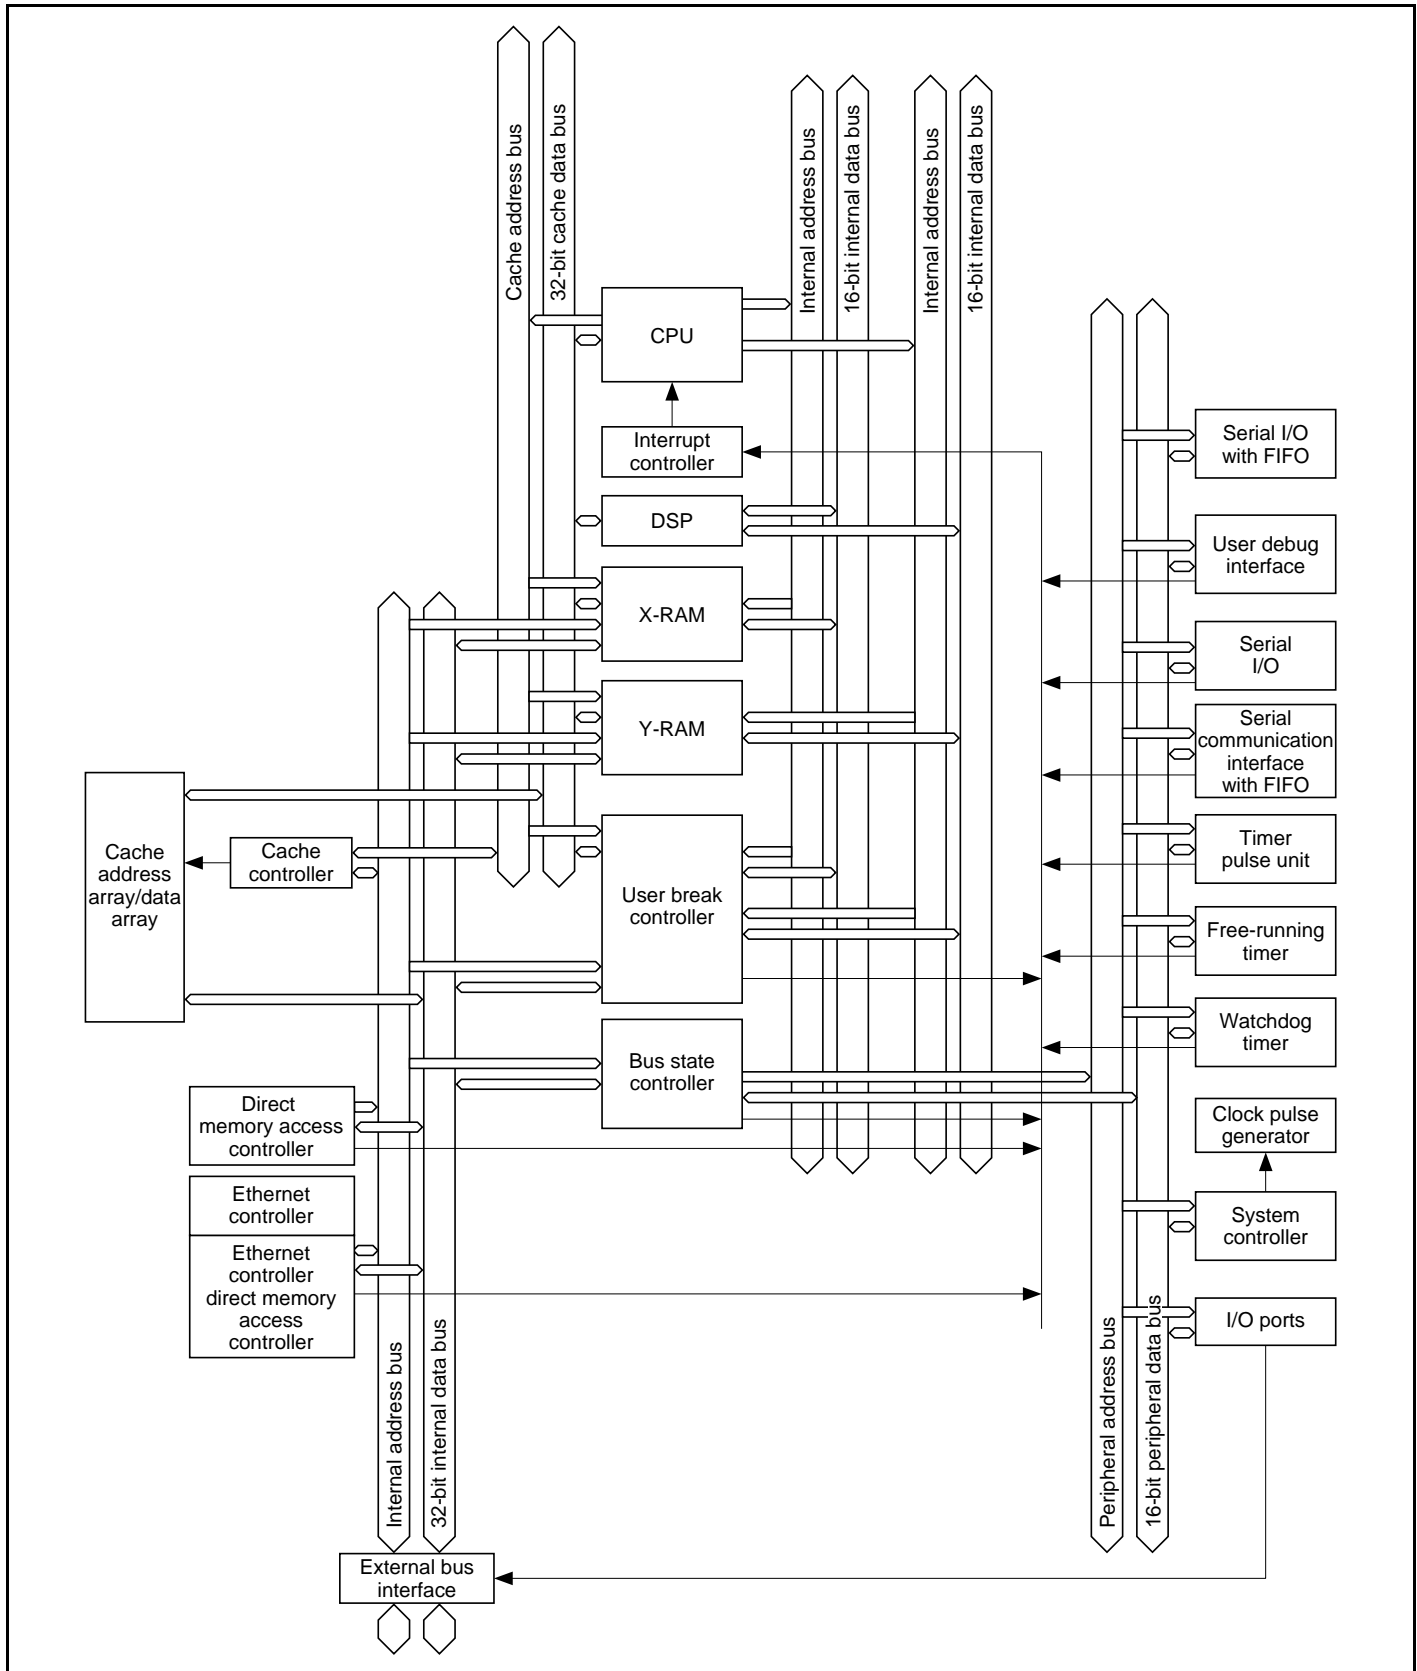 Cache address bus
32-bit cache data bus
Internal address bus
16-bit internal data bus
Internal address bus
16-bit internal data bus
CPU
Interrupt
controller
DSP
X-RAM
Y-RAM
User break
controller
Bus state
controller
Cache
address
array/data
array
Cache
controller
Direct
memory access
controller
Ethernet
controller
Ethernet
controller
direct memory
access
controller
Internal address bus
32-bit internal data bus
External bus
interface
Peripheral address bus
16-bit peripheral data bus
Serial I/O
with FIFO
User debug
interface
Serial
I/O
Serial
communication
interface
with FIFO
Timer
pulse unit
Free-running
timer
Watchdog
timer
Clock pulse
generator
System
controller
I/O ports